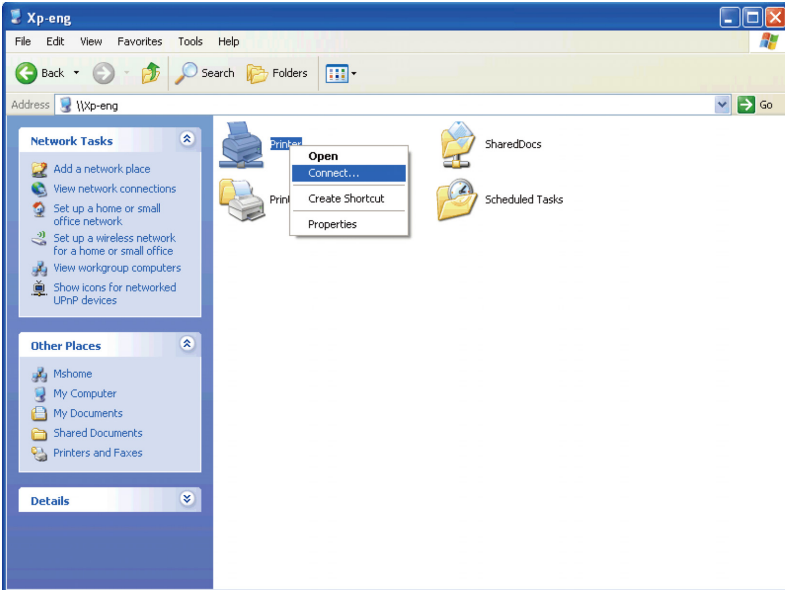 Xp-eng
File Edit View Favorites Tools Help
Back Search Folders
Address \\Xp-eng Go
Network Tasks
Add a network place
View network connections
Set up a home or small
office network
Set up a wireless network
for a home or small office
View workgroup computers
Show icons for networked
UPnP devices
Other Places
Mshome
My Computer
My Documents
Shared Documents
Printers and Faxes
Details
Printer
Open
Connect...
Create Shortcut
Properties
SharedDocs
Scheduled Tasks